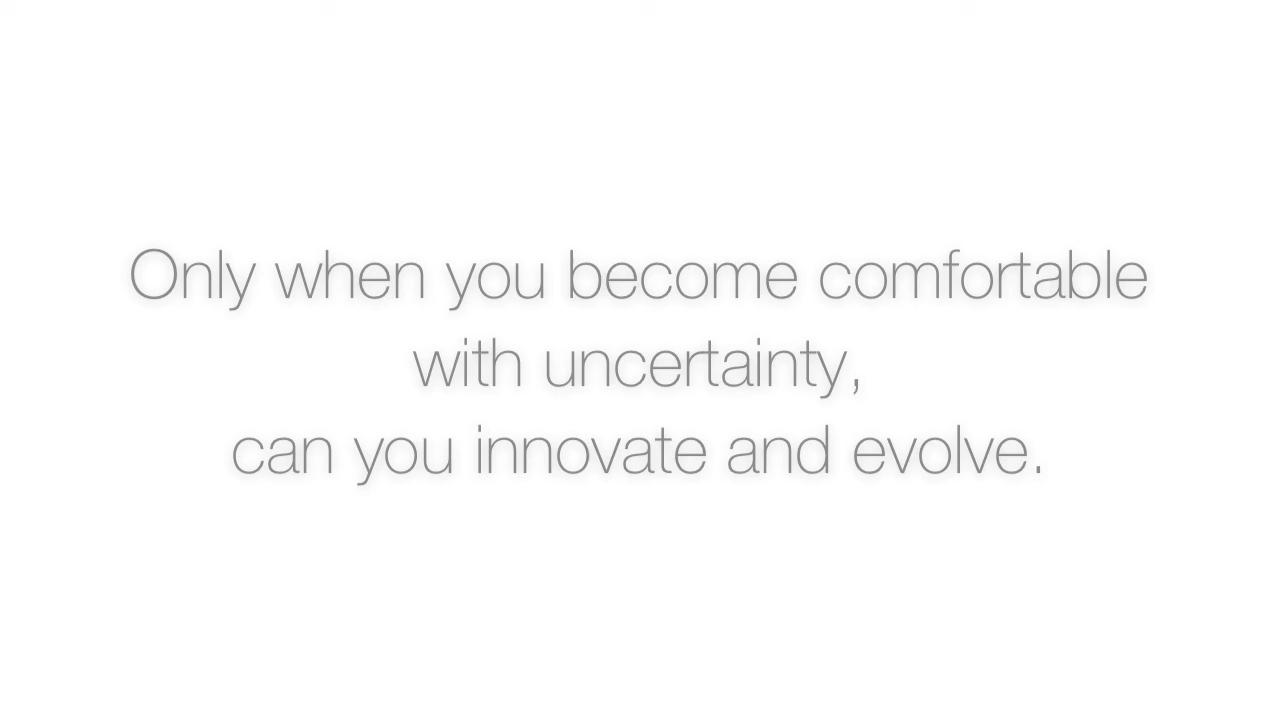 Only when you become comfortable
with uncertainty,
can you innovate and evolve.